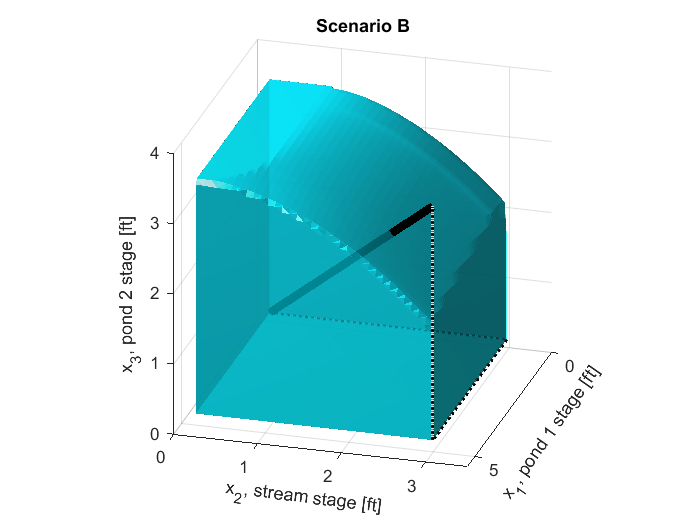 Scenario B
4
3
2
1
0
x3, pond 2 stage [ft]
0
1
2
3
x2, stream stage [ft]
0
5
x1, pond 1 stage [ft]